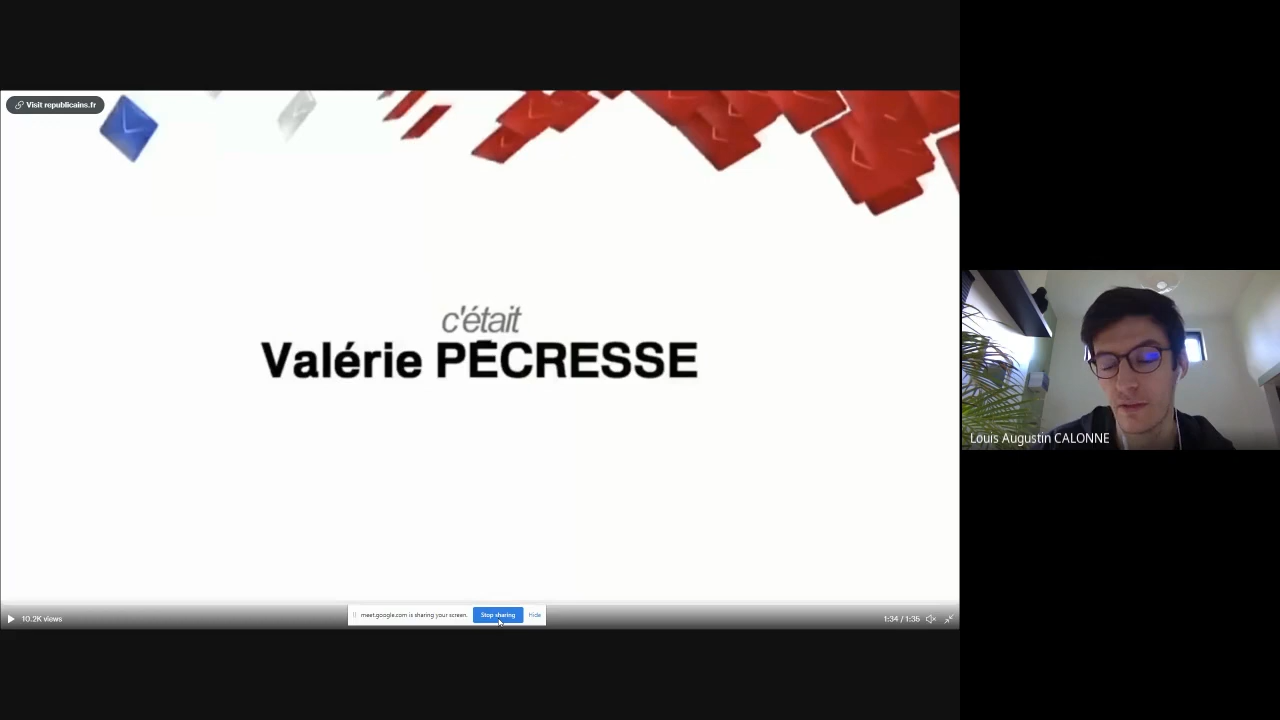 Visit republicains.fr
c'était
Valérie PÉCRESSE
Louis Augustin CALONNE
meet.google.com is sharing your screen.
Stop sharing
Hide
10.2K views
1:34 / 1:35